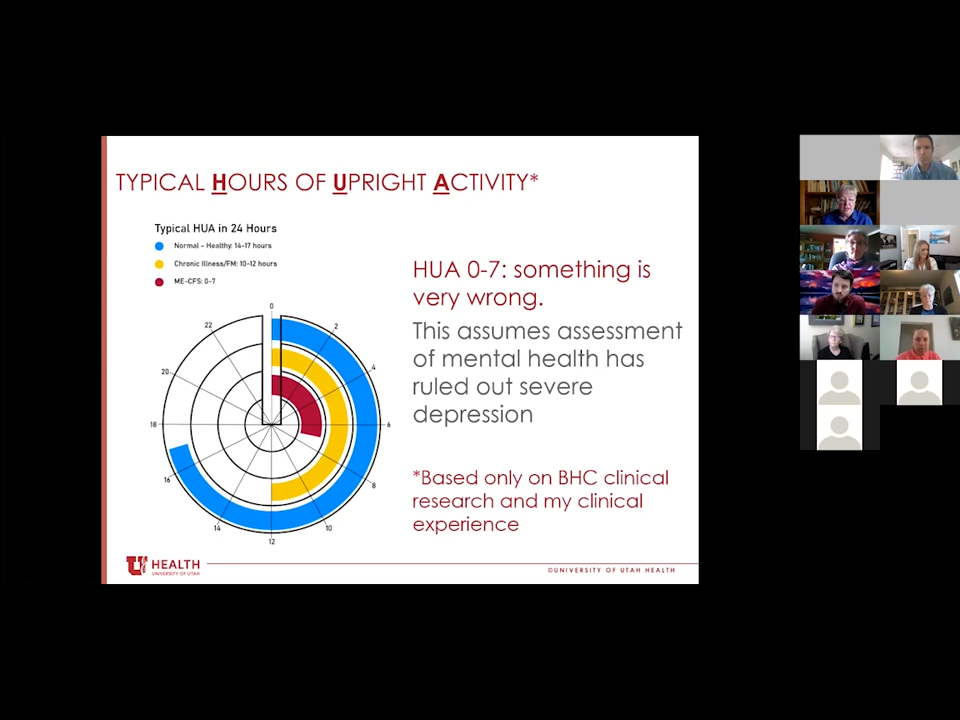 TYPICAL HOURS OF UPRIGHT ACTIVITY*
Typical HUA in 24 Hours
Normal - Healthy: 14-17 hours
Chronic Illness/FM: 10-12 hours
ME-CFS: 0-7
0
2
4
6
8
10
12
14
16
18
20
22
HUA 0-7: something is
very wrong.
This assumes assessment
of mental health has
ruled out severe
depression
*Based only on BHC clinical
research and my clinical
experience
U HEALTH
UNIVERSITY OF UTAH
©UNIVERSITY OF UTAH HEALTH